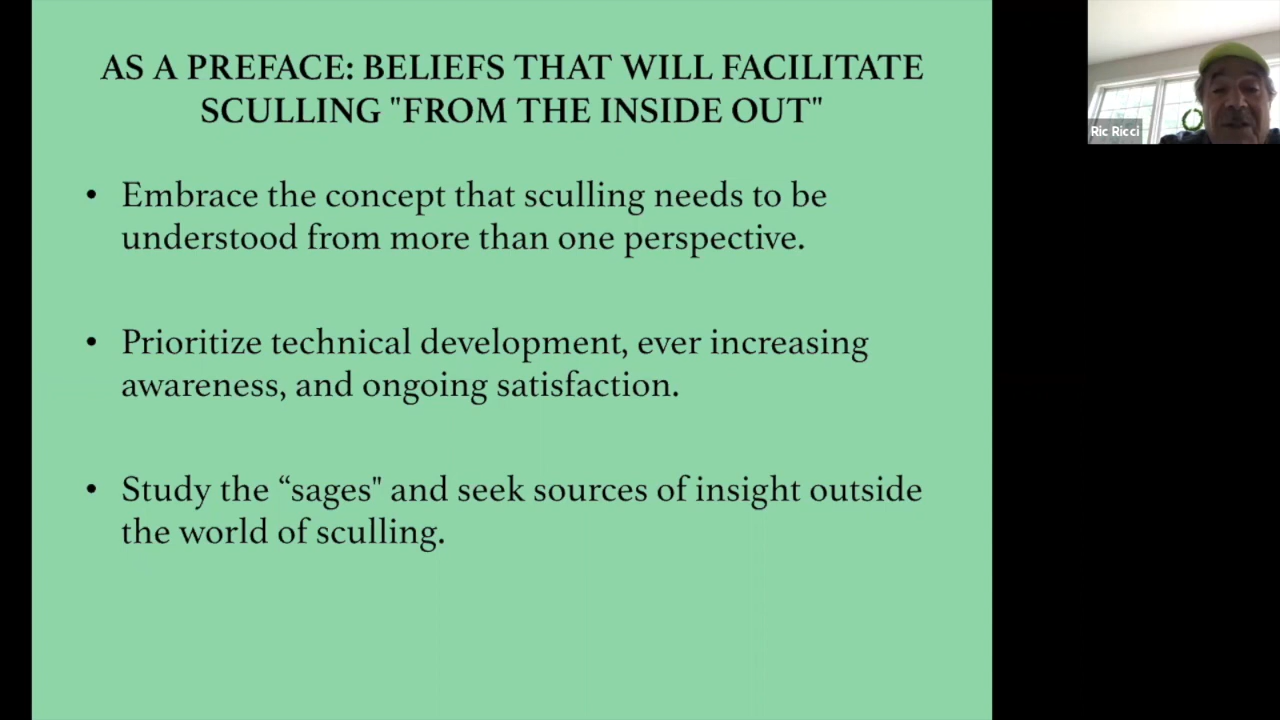 AS A PREFACE: BELIEFS THAT WILL FACILITATE
SCULLING "FROM THE INSIDE OUT"
• Embrace the concept that sculling needs to be
understood from more than one perspective.
• Prioritize technical development, ever increasing
awareness, and ongoing satisfaction.
• Study the “sages" and seek sources of insight outside
the world of sculling.
Ric Ricci